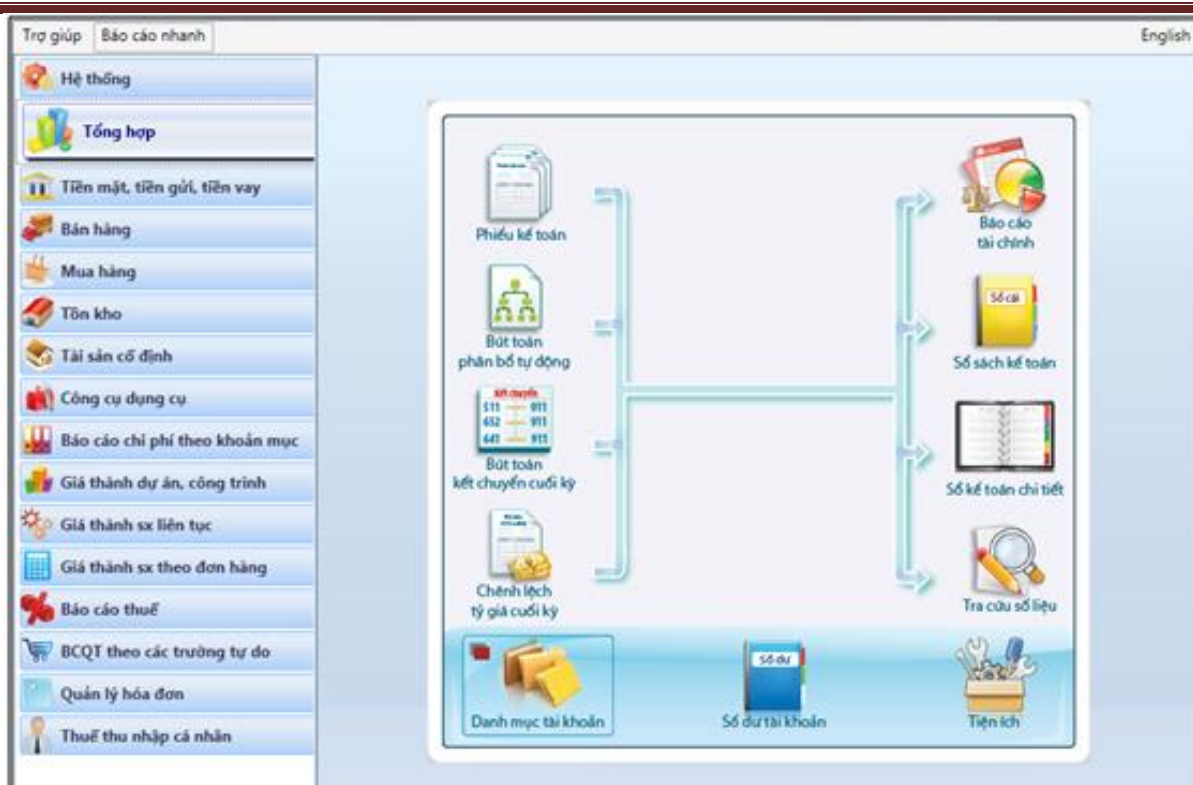 Trợ giúp Báo cáo nhanh English
Hệ thống
Tổng hợp
Tiền mặt, tiền gửi, tiền vay
Bán hàng
Mua hàng
Tồn kho
Tài sản cố định
Công cụ dụng cụ
Báo cáo chi phí theo khoản mục
Giá thành dự án, công trình
Giá thành sx liên tục
Giá thành sx theo đơn hàng
Báo cáo thuế
BCQT theo các trường tự do
Quản lý hóa đơn
Thuế thu nhập cá nhân
Phiếu kế toán
Bút toán
phân bổ tự động
Kết chuyển
511 911
632 911
641 911
Bút toán
kết chuyển cuối kỳ
Chênh lệch
tỷ giá cuối kỳ
Báo cáo
tài chính
Sổ cái
Sổ sách kế toán
Sổ kế toán chi tiết
Tra cứu số liệu
Danh mục tài khoản
Số dư
Số dư tài khoản
Tiện ích